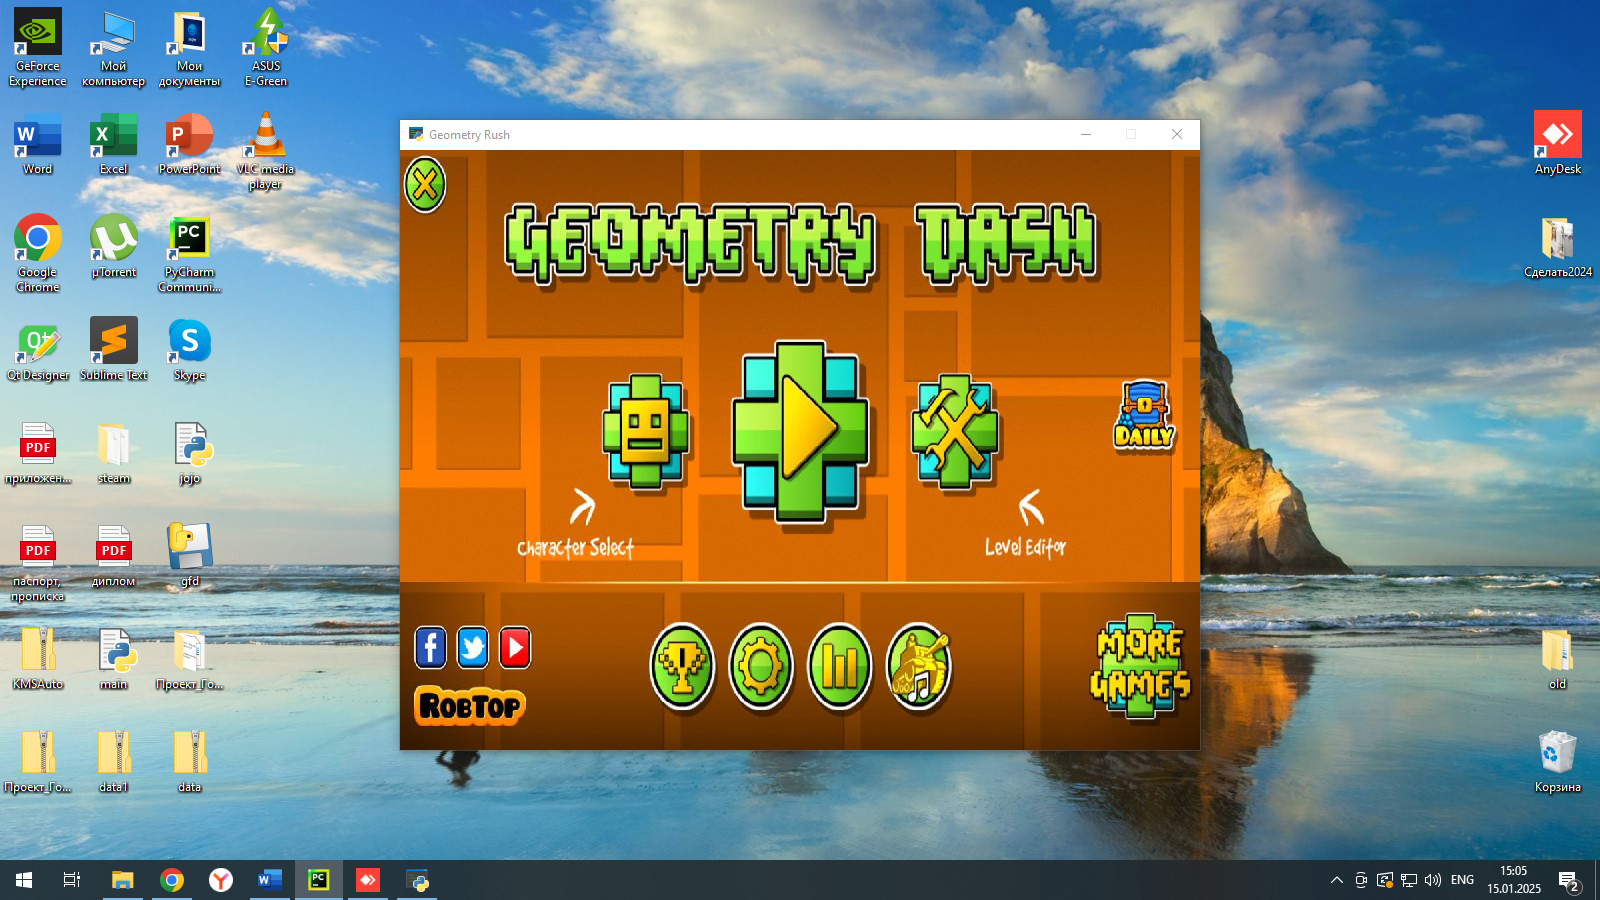 GeForce
Experience
Мой
компьютер
Мои
документы
ASUS
E-Green
Word
Excel
PowerPoint
VLC media
player
Google
Chrome
µTorrent
PyCharm
Communi...
Qt Designer
Sublime Text
Skype
приложен...
steam
jojo
паспорт,
прописка
диплом
gfd
KMSAuto
main
Проект_Го...
Проект_Го...
data1
data
Geometry Rush
GEOMETRY DASH
DAILY
Character Select
Level Editor
ROBTOP
MORE
GAMES
AnyDesk
Сделать2024
old
Корзина
ENG
15:05
15.01.2025
2